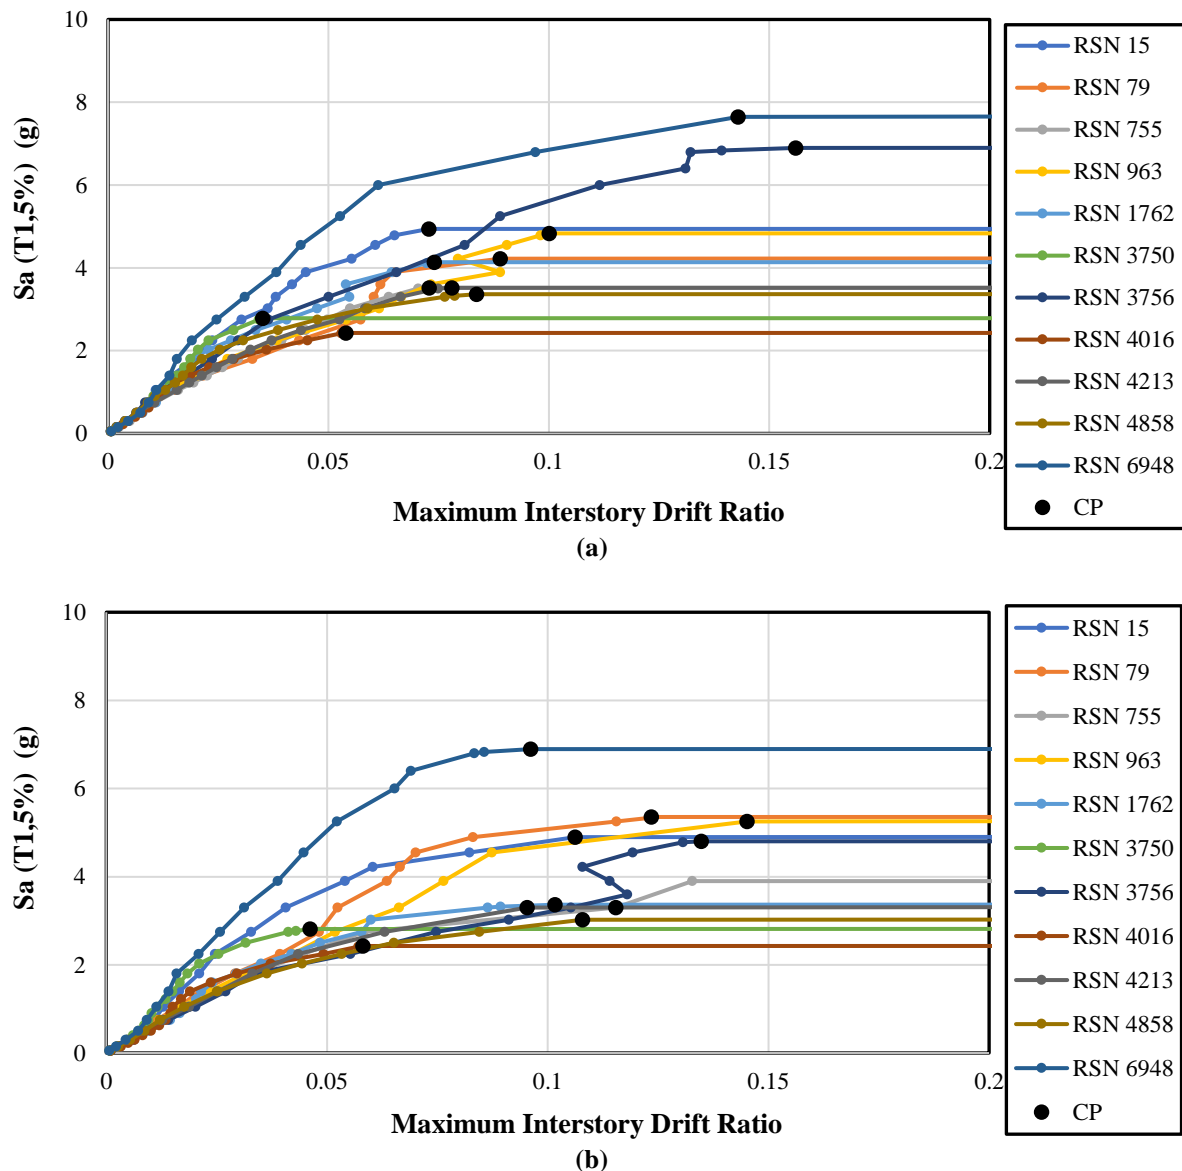 10
8
6
4
2
0
Sa (T1,5%) (g)
0 0.05 0.1 0.15 0.2
Maximum Interstory Drift Ratio
(a)
RSN 15
RSN 79
RSN 755
RSN 963
RSN 1762
RSN 3750
RSN 3756
RSN 4016
RSN 4213
RSN 4858
RSN 6948
CP
10
8
6
4
2
0
Sa (T1,5%) (g)
0 0.05 0.1 0.15 0.2
Maximum Interstory Drift Ratio
(b)
RSN 15
RSN 79
RSN 755
RSN 963
RSN 1762
RSN 3750
RSN 3756
RSN 4016
RSN 4213
RSN 4858
RSN 6948
CP